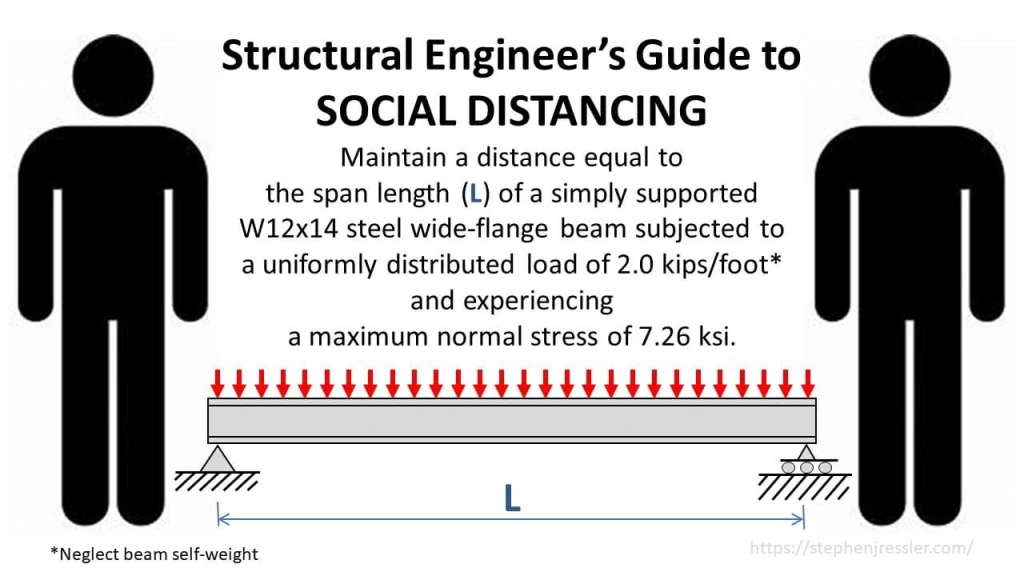 Structural Engineer’s Guide to
SOCIAL DISTANCING
Maintain a distance equal to
the span length (L) of a simply supported
W12x14 steel wide-flange beam subjected to
a uniformly distributed load of 2.0 kips/foot*
and experiencing
a maximum normal stress of 7.26 ksi.
L
*Neglect beam self-weight
https://stephenjressler.com/